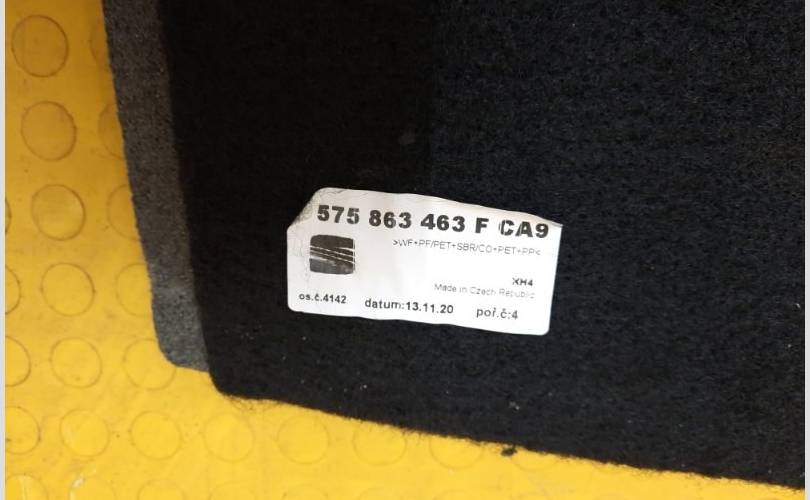 575 863 463 F CA9
>WF+PF/PET+SBR/CO+PET+PP<
XH4
Made in Czech Republic
os.č.4142 datum:13.11.20 poř.č:4